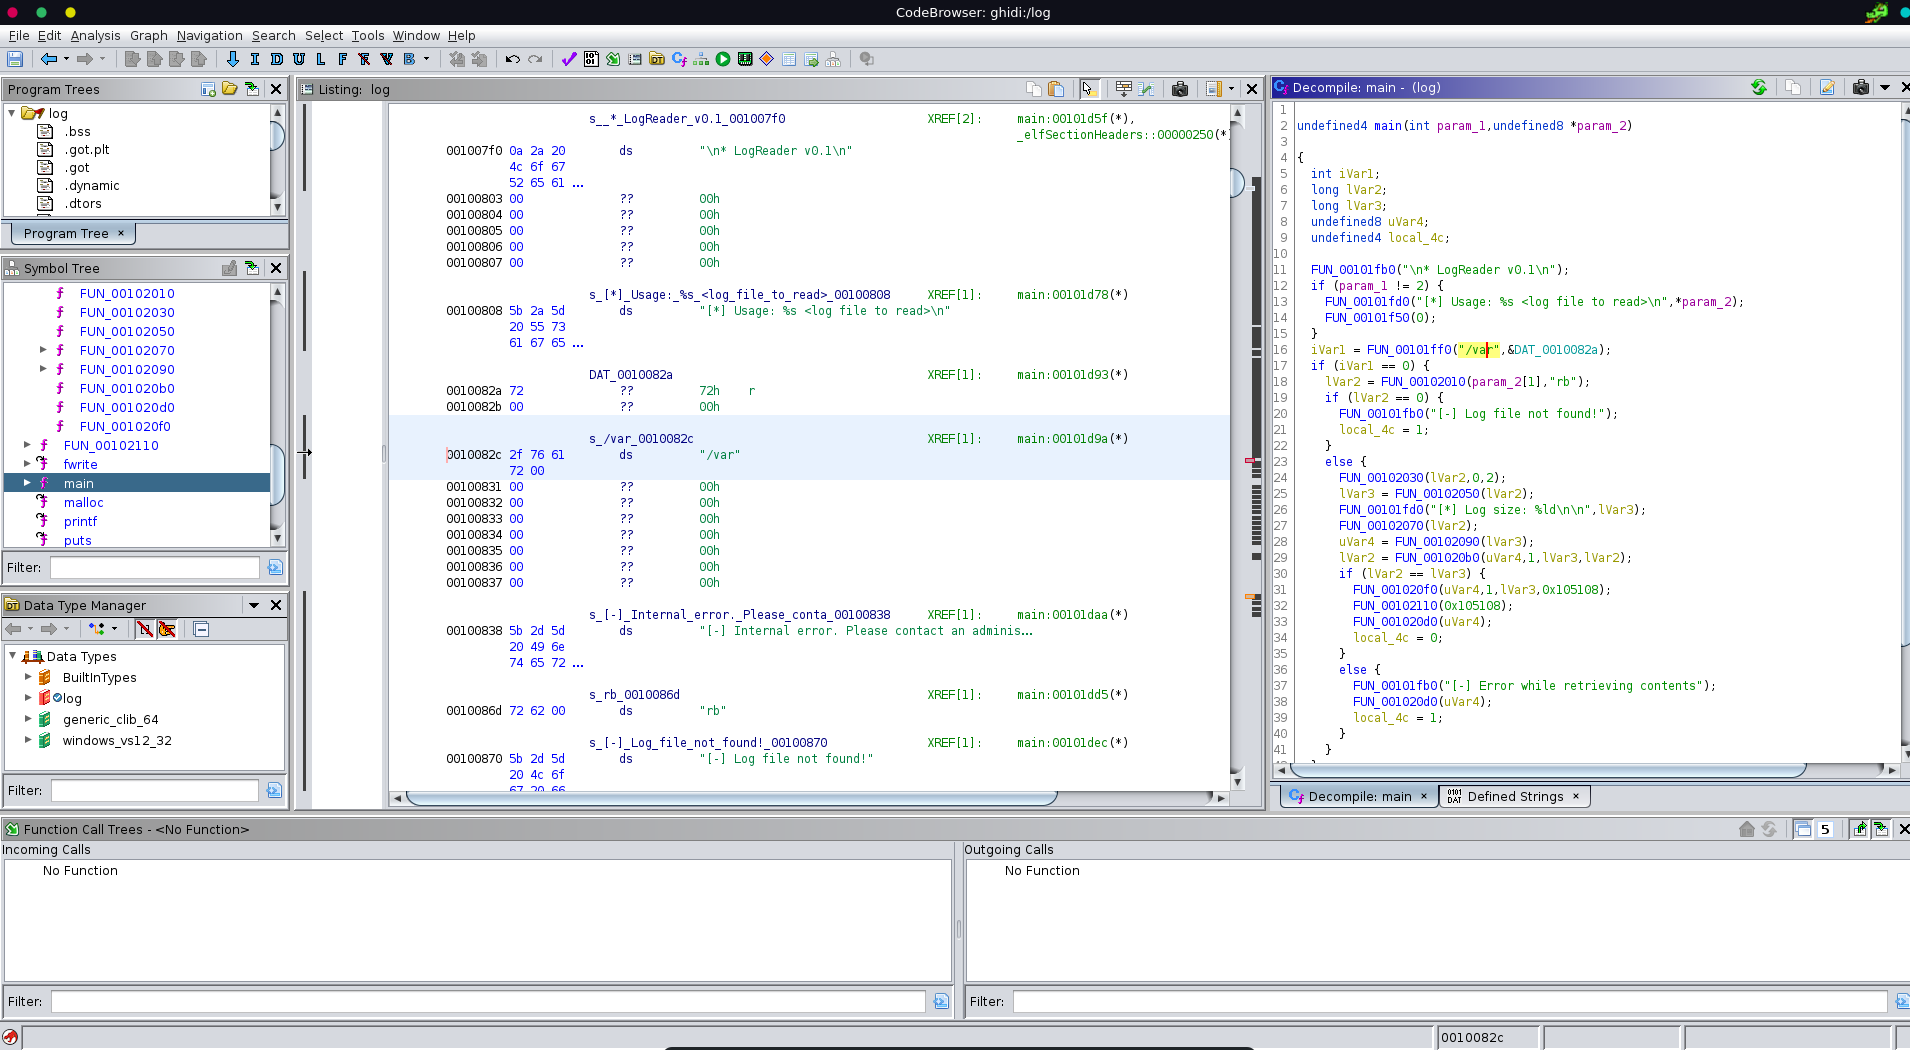 CodeBrowser: ghidi:/log
File Edit Analysis Graph Navigation Search Select Tools Window Help
I D U L F R V B
Program Trees
log
.bss
.got.plt
.got
.dynamic
.dtors
Program Tree ×
Symbol Tree
f FUN_00102010
f FUN_00102030
f FUN_00102050
f FUN_00102070
f FUN_00102090
f FUN_001020b0
f FUN_001020d0
f FUN_001020f0
f FUN_00102110
f fwrite
f main
f malloc
f printf
f puts
Filter:
Data Type Manager
Data Types
BuiltInTypes
log
generic_clib_64
windows_vs12_32
Filter:
Listing: log
s__*_LogReader_v0.1_001007f0 XREF[2]: main:00101d5f(*),
_elfSectionHeaders::00000250(*
001007f0 0a 2a 20 ds "\n* LogReader v0.1\n"
4c 6f 67
52 65 61 ...
00100803 00 ?? 00h
00100804 00 ?? 00h
00100805 00 ?? 00h
00100806 00 ?? 00h
00100807 00 ?? 00h
s_[*]_Usage:_%s_<log_file_to_read>_00100808 XREF[1]: main:00101d78(*)
00100808 5b 2a 5d ds "[*] Usage: %s <log file to read>\n"
20 55 73
61 67 65 ...
DAT_0010082a XREF[1]: main:00101d93(*)
0010082a 72 ?? 72h r
0010082b 00 ?? 00h
s_/var_0010082c XREF[1]: main:00101d9a(*)
0010082c 2f 76 61 ds "/var"
72 00
00100831 00 ?? 00h
00100832 00 ?? 00h
00100833 00 ?? 00h
00100834 00 ?? 00h
00100835 00 ?? 00h
00100836 00 ?? 00h
00100837 00 ?? 00h
s_[-]_Internal_error._Please_conta_00100838 XREF[1]: main:00101daa(*)
00100838 5b 2d 5d ds "[-] Internal error. Please contact an adminis...
20 49 6e
74 65 72 ...
s_rb_0010086d XREF[1]: main:00101dd5(*)
0010086d 72 62 00 ds "rb"
s_[-]_Log_file_not_found!_00100870 XREF[1]: main:00101dec(*)
00100870 5b 2d 5d ds "[-] Log file not found!"
20 4c 6f
67 20 66
Decompile: main - (log)
1
2 undefined4 main(int param_1,undefined8 *param_2)
3
4 {
5 int iVar1;
6 long lVar2;
7 long lVar3;
8 undefined8 uVar4;
9 undefined4 local_4c;
10
11 FUN_00101fb0("\n* LogReader v0.1\n");
12 if (param_1 != 2) {
13 FUN_00101fd0("[*] Usage: %s <log file to read>\n",*param_2);
14 FUN_00101f50(0);
15 }
16 iVar1 = FUN_00101ff0("/var",&DAT_0010082a);
17 if (iVar1 == 0) {
18 lVar2 = FUN_00102010(param_2[1],"rb");
19 if (lVar2 == 0) {
20 FUN_00101fb0("[-] Log file not found!");
21 local_4c = 1;
22 }
23 else {
24 FUN_00102030(lVar2,0,2);
25 lVar3 = FUN_00102050(lVar2);
26 FUN_00101fd0("[*] Log size: %ld\n\n",lVar3);
27 FUN_00102070(lVar2);
28 uVar4 = FUN_00102090(lVar3);
29 lVar2 = FUN_001020b0(uVar4,1,lVar3,lVar2);
30 if (lVar2 == lVar3) {
31 FUN_001020f0(uVar4,1,lVar3,0x105108);
32 FUN_00102110(0x105108);
33 FUN_001020d0(uVar4);
34 local_4c = 0;
35 }
36 else {
37 FUN_00101fb0("[-] Error while retrieving contents");
38 FUN_001020d0(uVar4);
39 local_4c = 1;
40 }
41 }
Decompile: main × Defined Strings ×
Function Call Trees - <No Function>
5
Incoming Calls
No Function
Filter:
Outgoing Calls
No Function
Filter:
0010082c